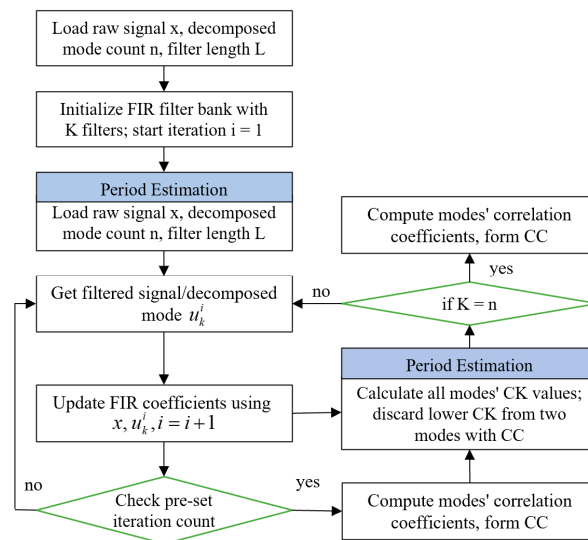 Load raw signal x, decomposed
mode count n, filter length L
Initialize FIR filter bank with
K filters; start iteration i = 1
Period Estimation
Load raw signal x, decomposed
mode count n, filter length L
Get filtered signal/decomposed
mode u_k^i
Update FIR coefficients using
x, u_k^i, i = i+1
no
Check pre-set
iteration count
yes
Compute modes' correlation
coefficients, form CC
Period Estimation
Calculate all modes' CK values;
discard lower CK from two
modes with CC
if K = n
no
yes
Compute modes' correlation
coefficients, form CC